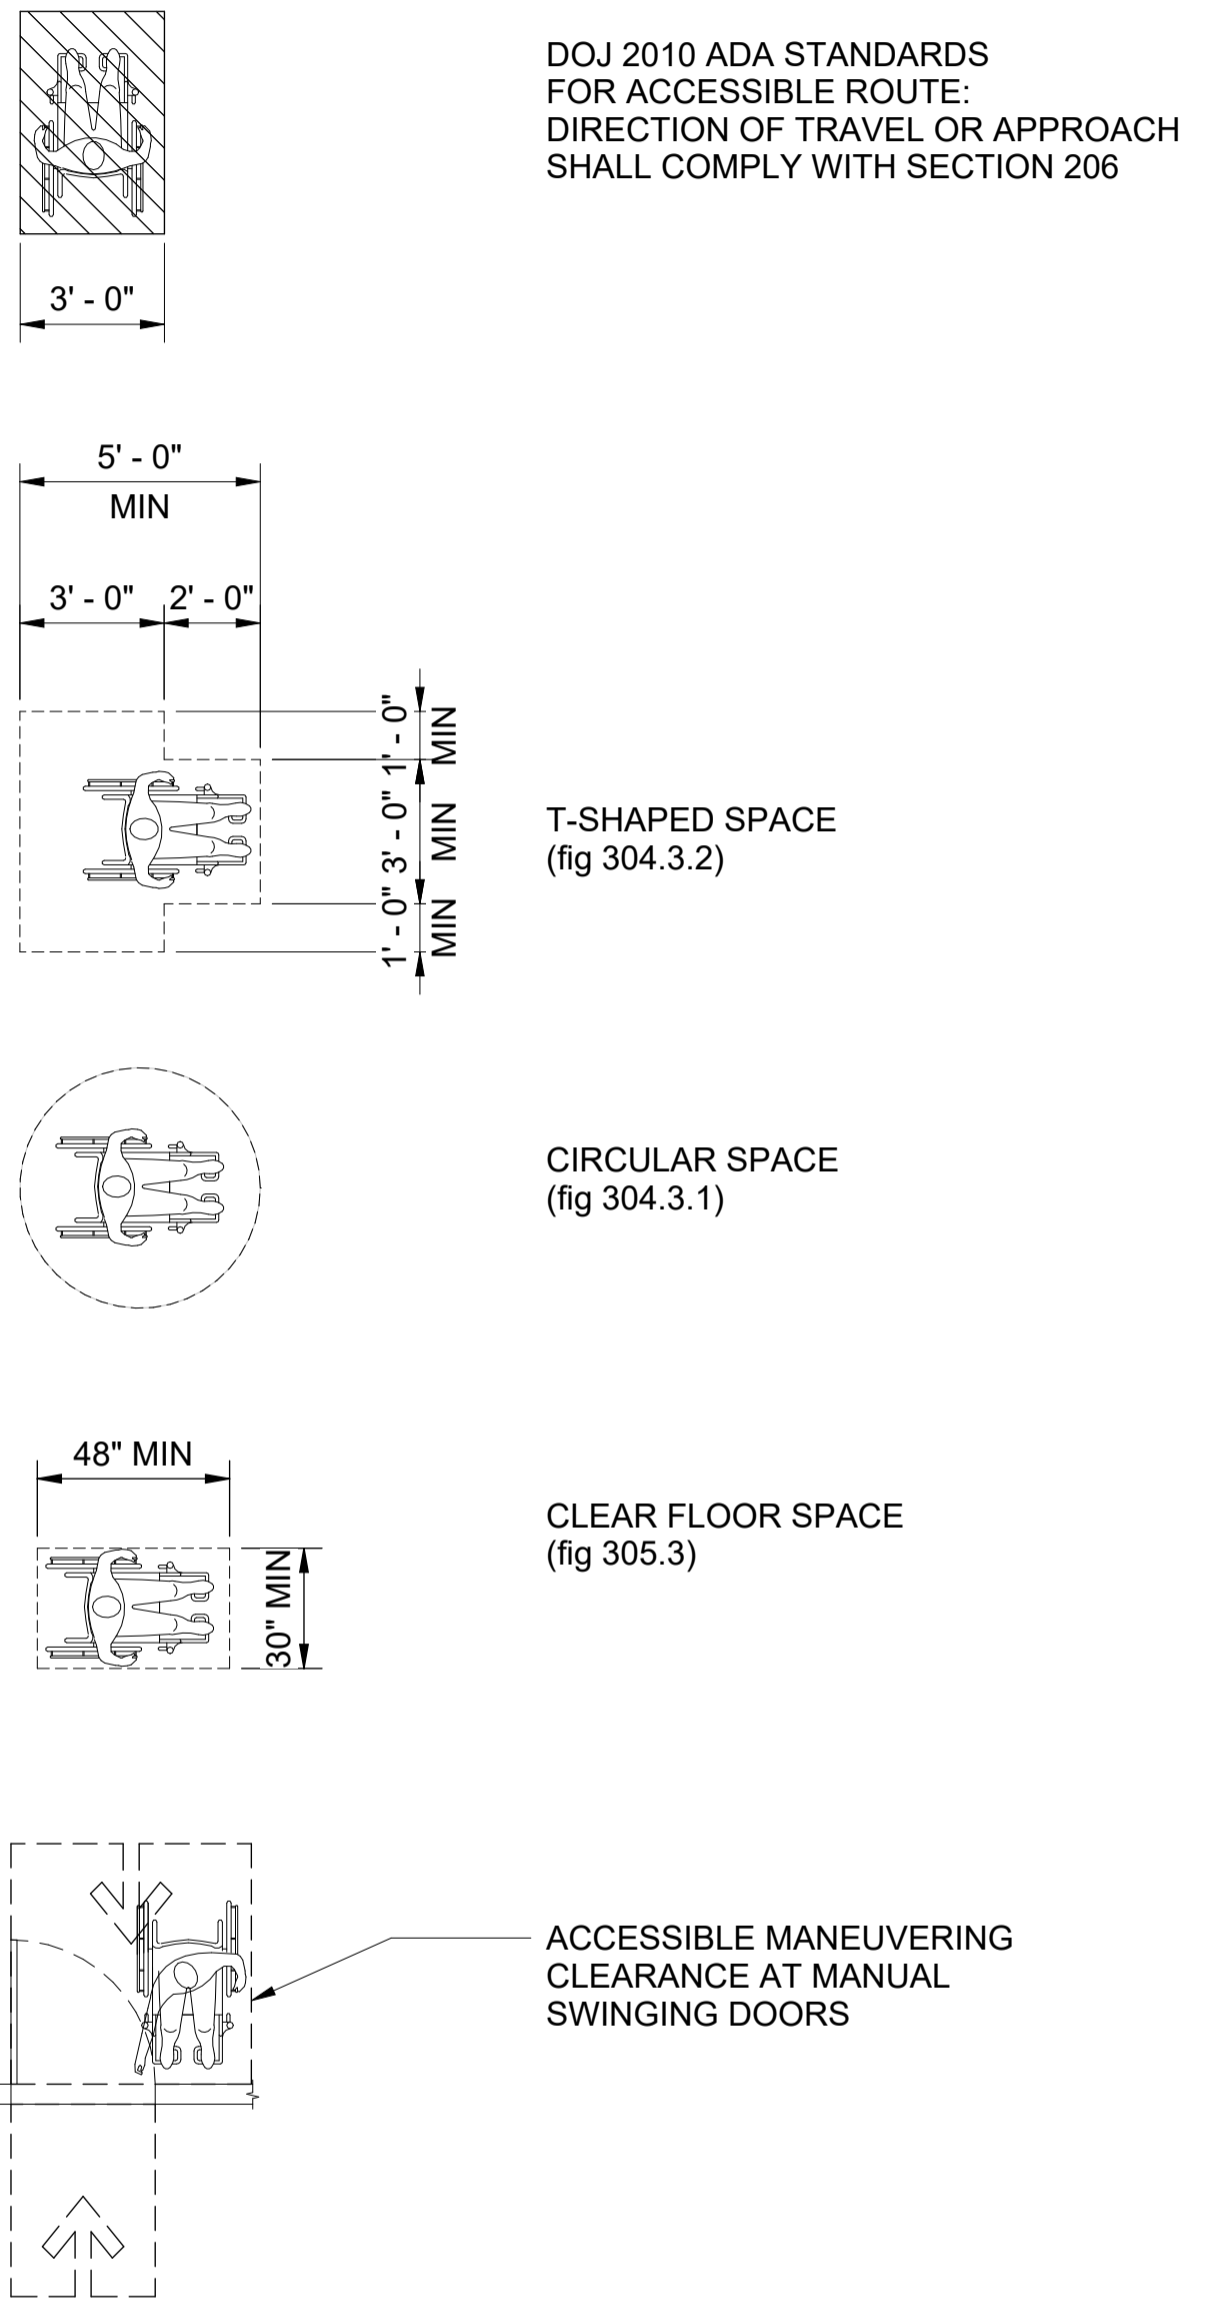 DOJ 2010 ADA STANDARDS
FOR ACCESSIBLE ROUTE:
DIRECTION OF TRAVEL OR APPROACH
SHALL COMPLY WITH SECTION 206
3' - 0"
5' - 0"
MIN
3' - 0"
2' - 0"
1' - 0"
MIN
3' - 0"
MIN
1' - 0"
MIN
T-SHAPED SPACE
(fig 304.3.2)
CIRCULAR SPACE
(fig 304.3.1)
48" MIN
30" MIN
CLEAR FLOOR SPACE
(fig 305.3)
ACCESSIBLE MANEUVERING
CLEARANCE AT MANUAL
SWINGING DOORS